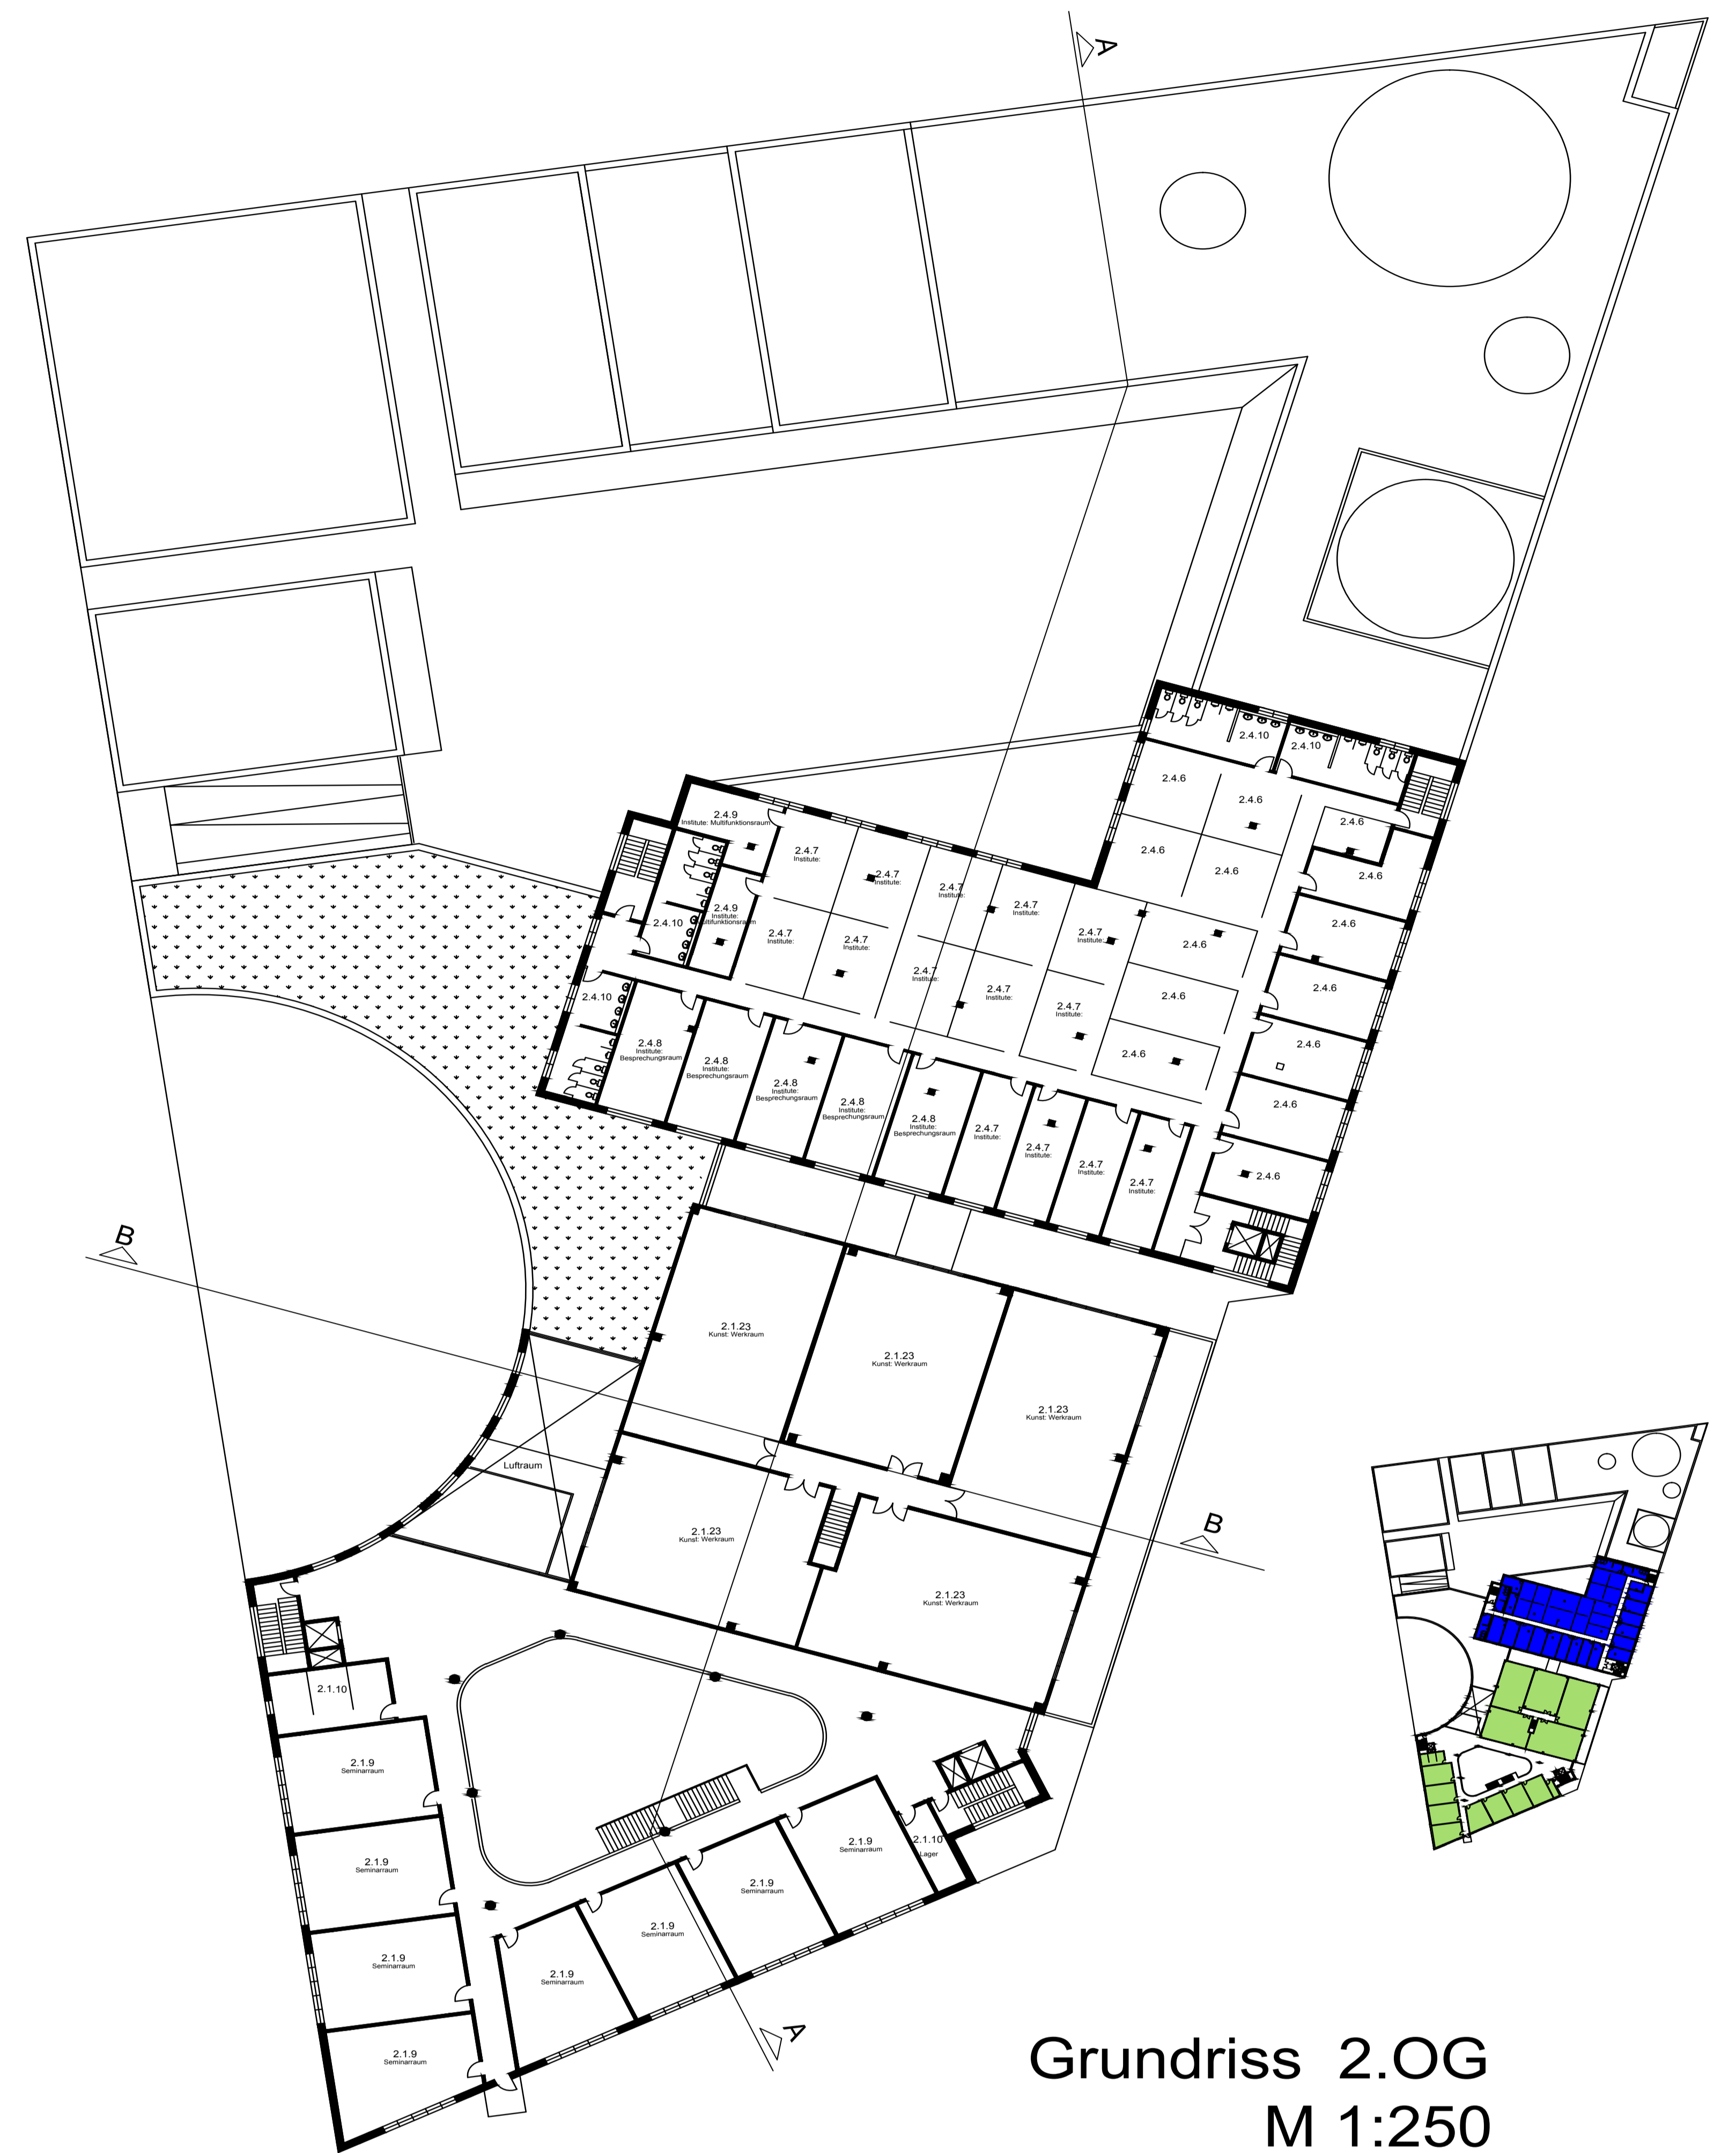 A
2.4.10
2.4.10
2.4.6
2.4.6
2.4.6
2.4.9
Institute: Multifunktionsraum
2.4.7
Institute:
2.4.6
2.4.6
2.4.6
2.4.7
Institute:
2.4.7
Institute:
2.4.7
Institute:
2.4.9
Institute:
2.4.10
2.4.7
Institute:
2.4.7
Institute:
2.4.7
Institute:
2.4.6
2.4.6
2.4.7
Institute:
2.4.7
Institute:
2.4.7
Institute:
2.4.6
2.4.6
2.4.10
2.4.8
Institute:
Besprechungsraum
2.4.8
Institute:
Besprechungsraum
2.4.8
Institute:
Besprechungsraum
2.4.8
Institute:
Besprechungsraum
2.4.8
Institute:
Besprechungsraum
2.4.6
2.4.6
2.4.6
2.4.7
Institute:
2.4.7
Institute:
2.4.7
Institute:
2.4.7
Institute:
2.4.6
B
2.1.23
Kunst: Werkraum
2.1.23
Kunst: Werkraum
2.1.23
Kunst: Werkraum
Luftraum
2.1.23
Kunst: Werkraum
B
2.1.23
Kunst: Werkraum
2.1.10
2.1.9
Seminarraum
2.1.9
Seminarraum
2.1.9
Seminarraum
2.1.9
Seminarraum
2.1.9
Seminarraum
2.1.9
Seminarraum
2.1.9
Seminarraum
2.1.9
Seminarraum
2.1.10
Lager
A
Grundriss 2.OG
M 1:250